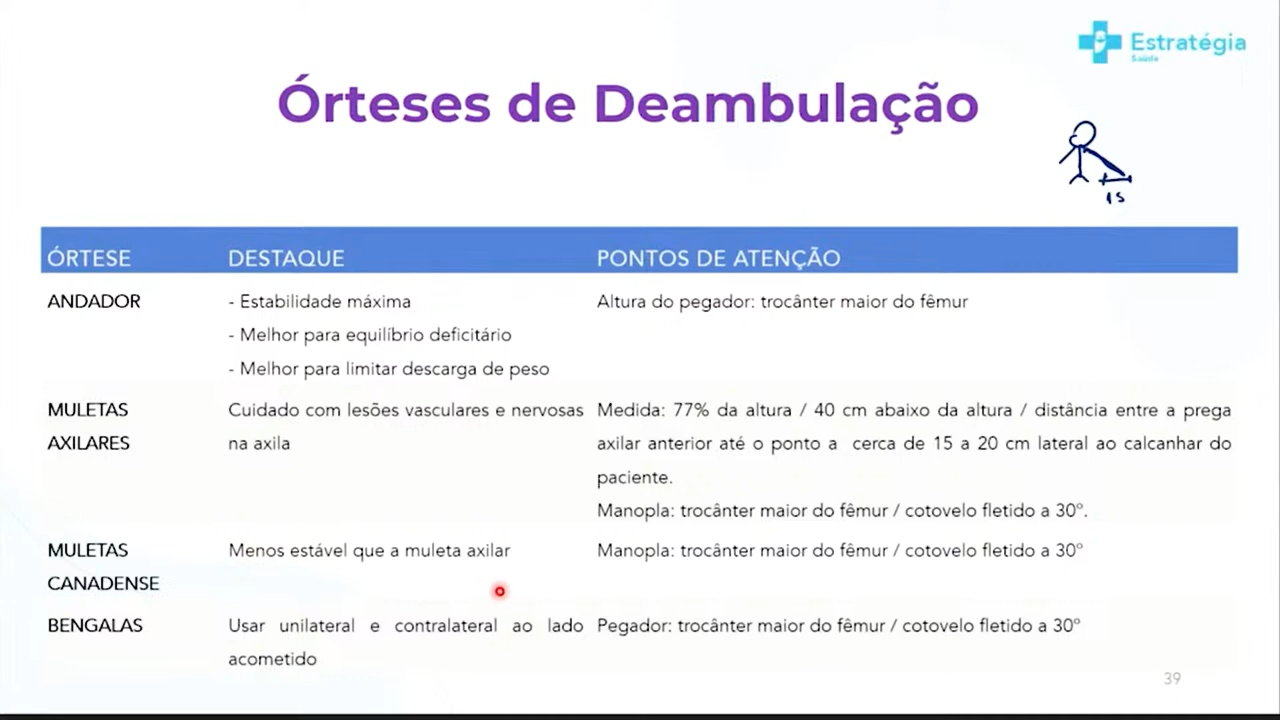 Estratégia
Saúde
Órteses de Deambulação
15
ÓRTESE DESTAQUE PONTOS DE ATENÇÃO
ANDADOR
- Estabilidade máxima
- Melhor para equilíbrio deficitário
- Melhor para limitar descarga de peso
Altura do pegador: trocânter maior do fêmur
MULETAS
AXILARES
Cuidado com lesões vasculares e nervosas
na axila
Medida: 77% da altura / 40 cm abaixo da altura / distância entre a prega
axilar anterior até o ponto a cerca de 15 a 20 cm lateral ao calcanhar do
paciente.
Manopla: trocânter maior do fêmur / cotovelo fletido a 30º.
MULETAS
CANADENSE
Menos estável que a muleta axilar
Manopla: trocânter maior do fêmur / cotovelo fletido a 30º
BENGALAS
Usar unilateral e contralateral ao lado
acometido
Pegador: trocânter maior do fêmur / cotovelo fletido a 30º
39